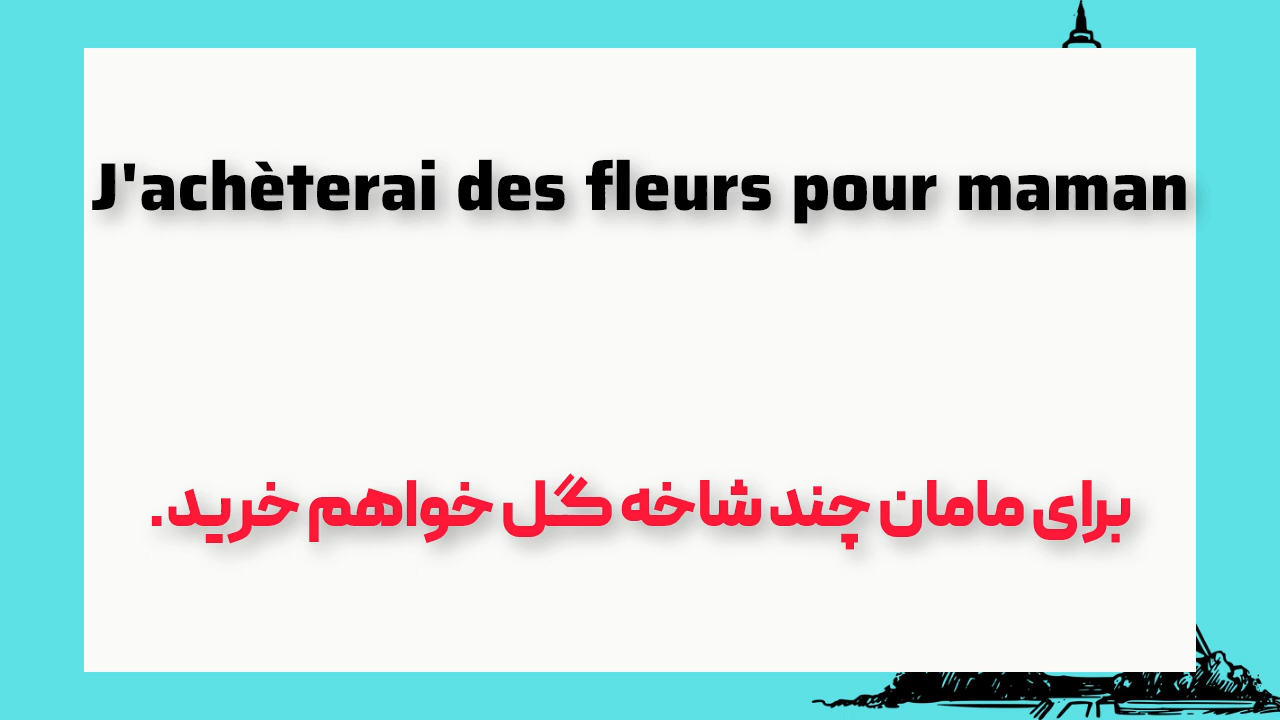 J'achèterai des fleurs pour maman
برای مامان چند شاخه گل خواهم خرید.